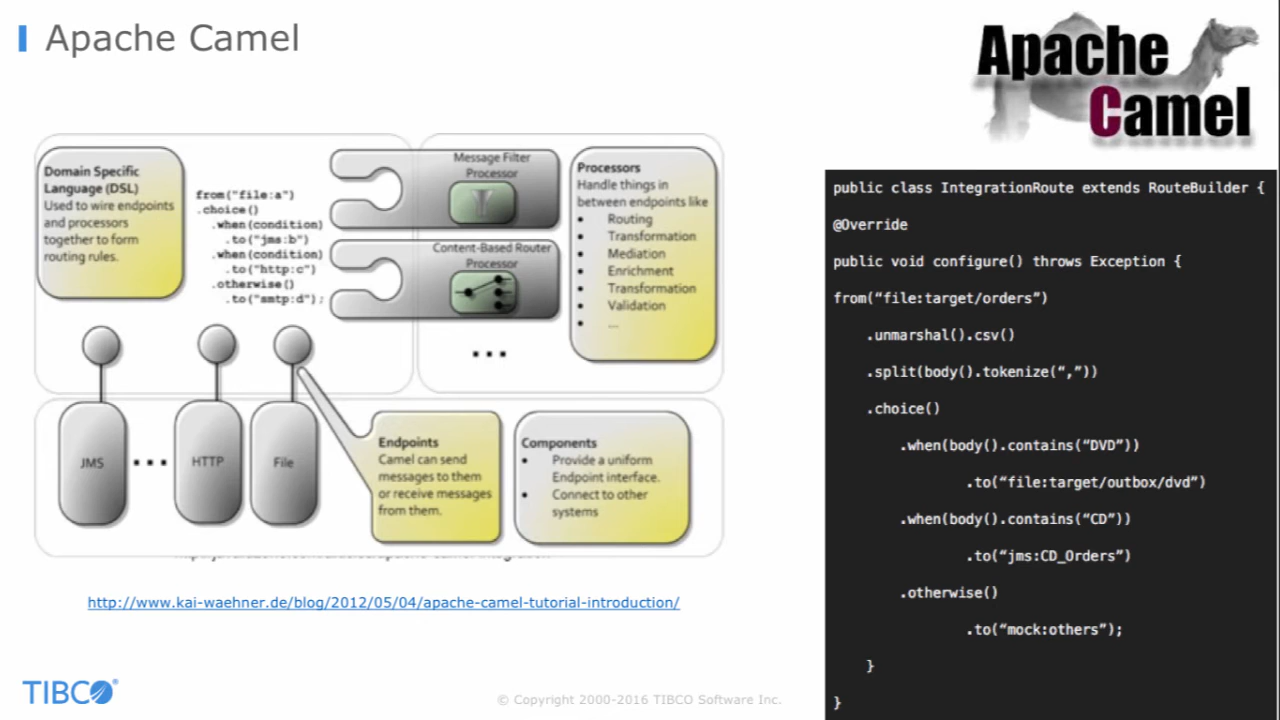 Apache Camel
Apache
Camel
Domain Specific
Language (DSL)
Used to wire endpoints
and processors
together to form
routing rules.
from("file:a")
.choice()
.when(condition)
.to("jms:b")
.when(condition)
.to("http:c")
.otherwise()
.to("smtp:d");
Message Filter
Processor
Content-Based Router
Processor
...
Processors
Handle things in
between endpoints like
• Routing
• Transformation
• Mediation
• Enrichment
• Transformation
• Validation
• ...
JMS
...
HTTP
File
Endpoints
Camel can send
messages to them
or receive messages
from them.
Components
• Provide a uniform
Endpoint interface.
• Connect to other
systems
http://www.kai-waehner.de/blog/2012/05/04/apache-camel-tutorial-introduction/
public class IntegrationRoute extends RouteBuilder {
@Override
public void configure() throws Exception {
from(“file:target/orders”)
.unmarshal().csv()
.split(body().tokenize(“,”))
.choice()
.when(body().contains(“DVD”))
.to(“file:target/outbox/dvd”)
.when(body().contains(“CD”))
.to(“jms:CD_Orders”)
.otherwise()
.to(“mock:others”);
}
}
TIBCO®
© Copyright 2000-2016 TIBCO Software Inc.